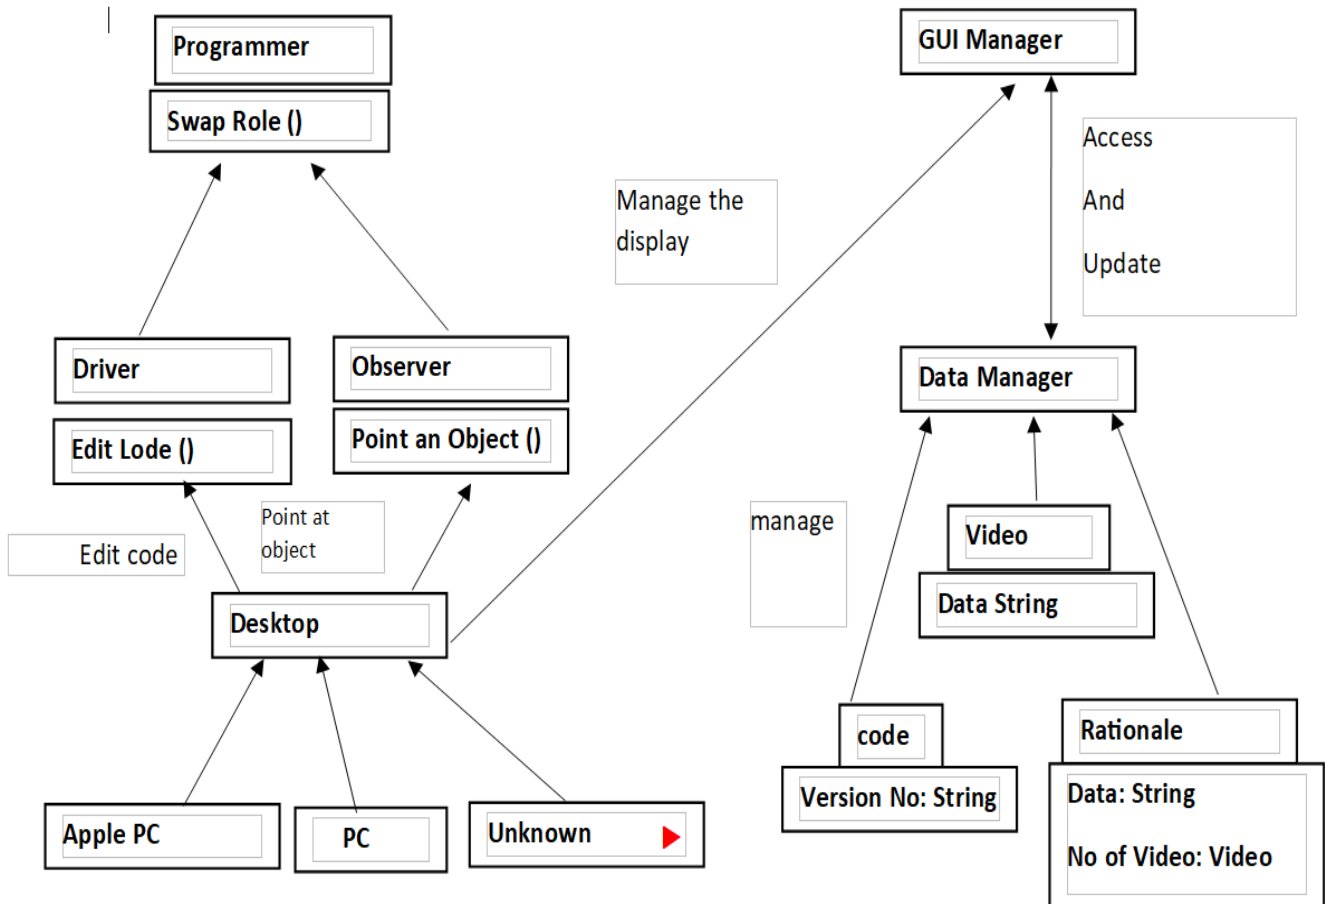 Programmer
Swap Role ()
GUI Manager
Access
And
Update
Manage the
display
Driver
Edit Lode ()
Observer
Point an Object ()
Data Manager
Edit code
Point at
object
manage
Video
Data String
Desktop
code
Version No: String
Rationale
Data: String
No of Video: Video
Apple PC
PC
Unknown